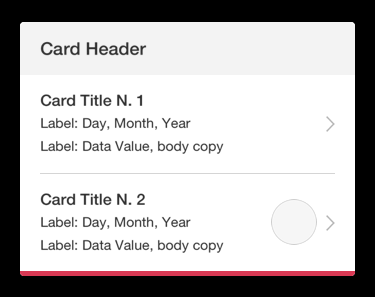 Card Header
Card Title N. 1
Label: Day, Month, Year
Label: Data Value, body copy
Card Title N. 2
Label: Day, Month, Year
Label: Data Value, body copy